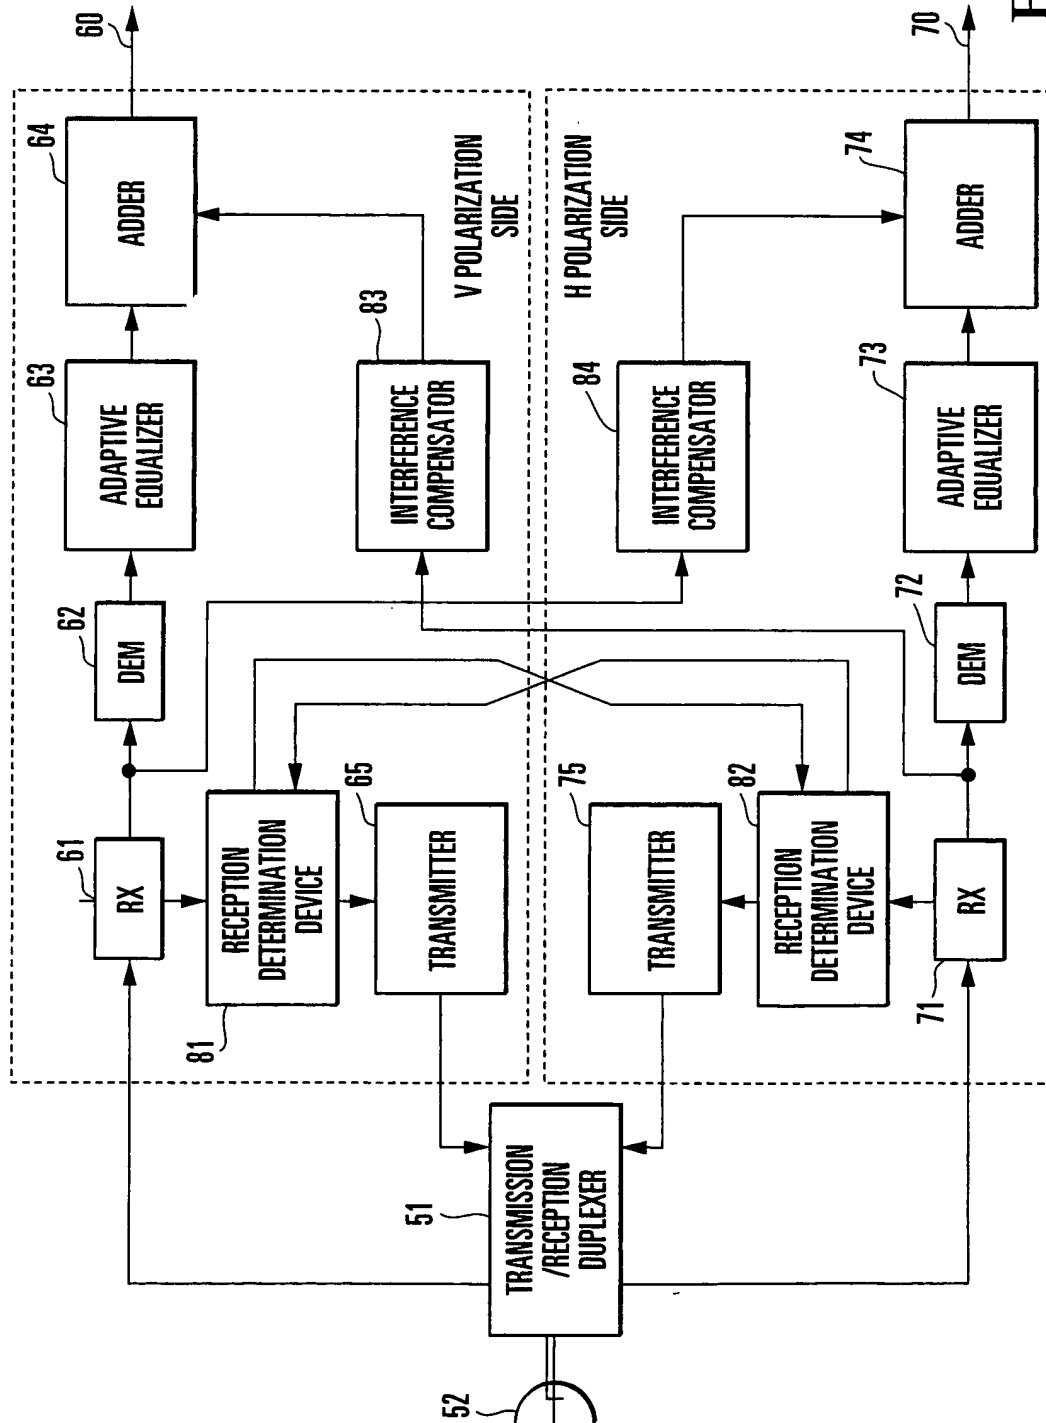 60
64
ADDER
63
ADAPTIVE
EQUALIZER
62
DEM
61
RX
83
INTERFERENCE
COMPENSATOR
V POLARIZATION
SIDE
81
RECEPTION
DETERMINATION
DEVICE
65
TRANSMITTER
51
TRANSMISSION
/RECEPTION
DUPLEXER
52
H POLARIZATION
SIDE
84
INTERFERENCE
COMPENSATOR
75
TRANSMITTER
82
RECEPTION
DETERMINATION
DEVICE
71
RX
72
DEM
73
ADAPTIVE
EQUALIZER
74
ADDER
70